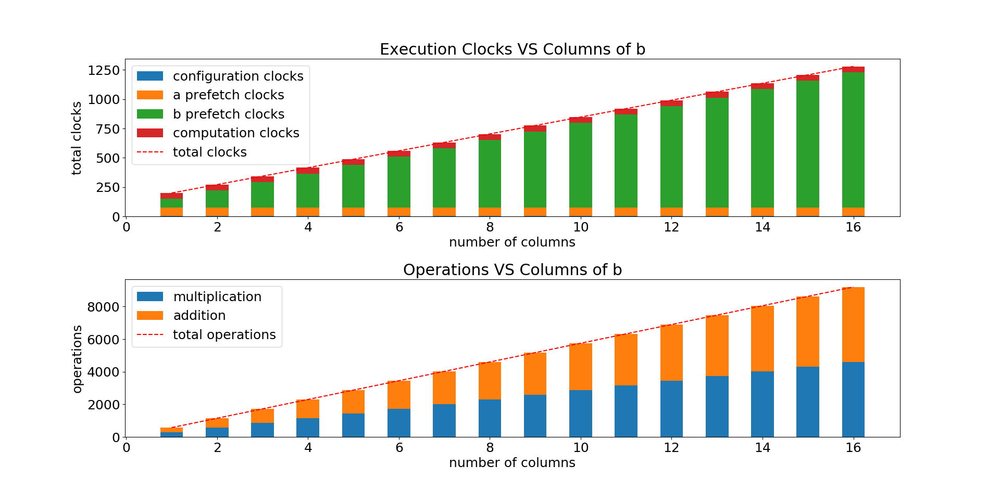 Execution Clocks VS Columns of b
total clocks
1250
1000
750
500
250
0
configuration clocks
a prefetch clocks
b prefetch clocks
computation clocks
total clocks
0 2 4 6 8 10 12 14 16
number of columns
Operations VS Columns of b
operations
8000
6000
4000
2000
0
multiplication
addition
total operations
0 2 4 6 8 10 12 14 16
number of columns